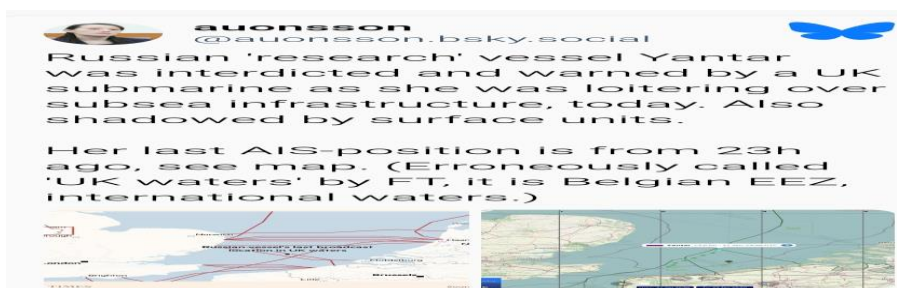 auonsson
@auonsson.bsky.social
Russian 'research' vessel Yantar
was interdicted and warned by a UK
submarine as she was loitering over
subsea infrastructure, today. Also
shadowed by surface units.
Her last AIS-position is from 23h
ago, see map. (Erroneously called
'UK waters' by FT, it is Belgian EEZ,
international waters.)
Russian vessel's last broadcast
location in UK waters
Brighton
Brussels